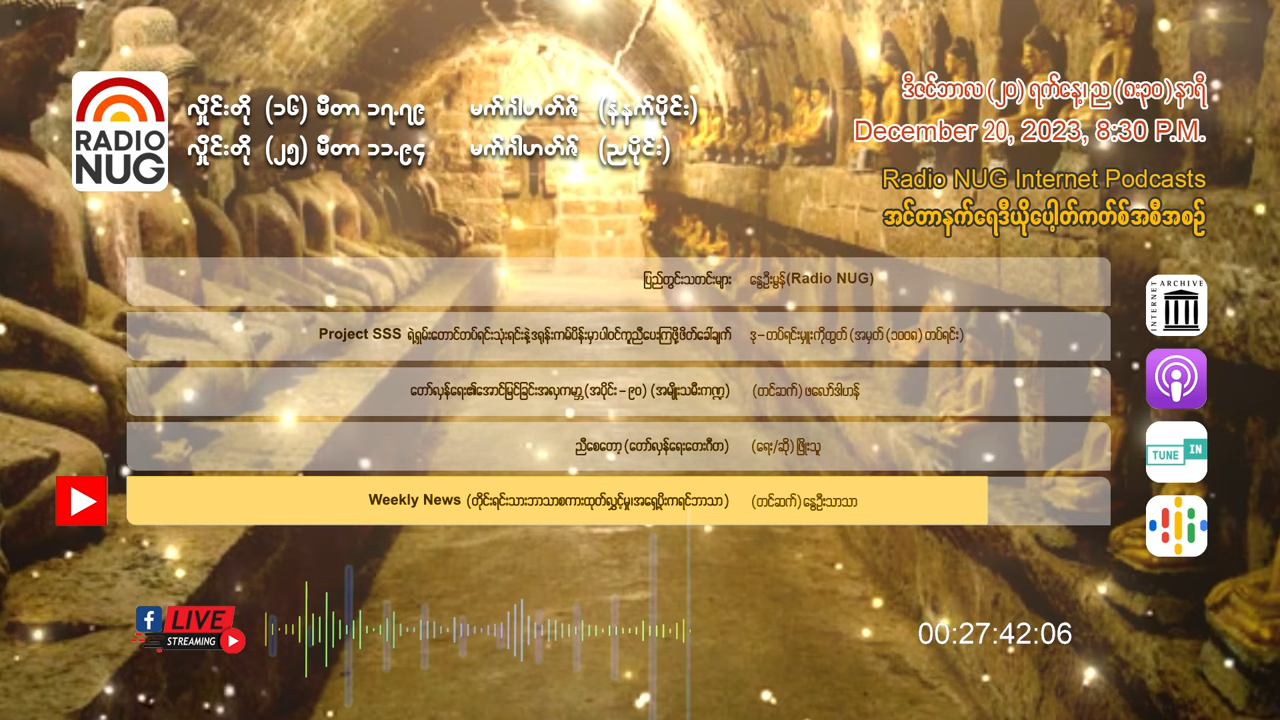 RADIO
NUG
လှိုင်းတို (၁၆) မီတာ ၁၇.၇၉ မက်ဂါဟတ်ဇ် (နံနက်ပိုင်း)
လှိုင်းတို (၂၅) မီတာ ၁၁.၉၄ မက်ဂါဟတ်ဇ် (ညပိုင်း)
ဒီဇင်ဘာလ (၂၀) ရက်နေ့၊ ည (၈း၃၀) နာရီ
December 20, 2023, 8:30 P.M.
Radio NUG Internet Podcasts
အင်တာနက်ရေဒီယိုပေါ့တ်ကတ်စ်အစီအစဉ်
ပြည်တွင်းသတင်းများ နွေဦးမွန်(Radio NUG)
Project SSS ရဲရှမ်းတောင်တပ်ရင်းသုံးရင်းနဲ့ဒရုန်းကမ်ပိန်းမှာပါဝင်ကူညီပေးကြဖို့ဖိတ်ခေါ်ချက် ဒု–တပ်ရင်းမှူးကိုထွတ် (အမှတ် (၁၀၀၈) တပ်ရင်း)
တော်လှန်ရေး၏အောင်မြင်ခြင်းအလှကမ္ဘာ့ (အပိုင်း – ၉၀) (အမျိုးသမီးကဏ္ဍ) (တင်ဆက်) ဖလော်ဒါဟန်
ညီစေတော့ (တော်လှန်ရေးတေးဂီတ) (ရေး/ဆို) ဖြိုးသူ
Weekly News (တိုင်းရင်းသားဘာသာစကားထုတ်လွှင့်မှု၊အရှေ့ပိုးကရင်ဘာသာ) (တင်ဆက်) နွေဦးသာသာ
INTERNET ARCHIVE
TUNE IN
LIVE
STREAMING
00:27:42:06